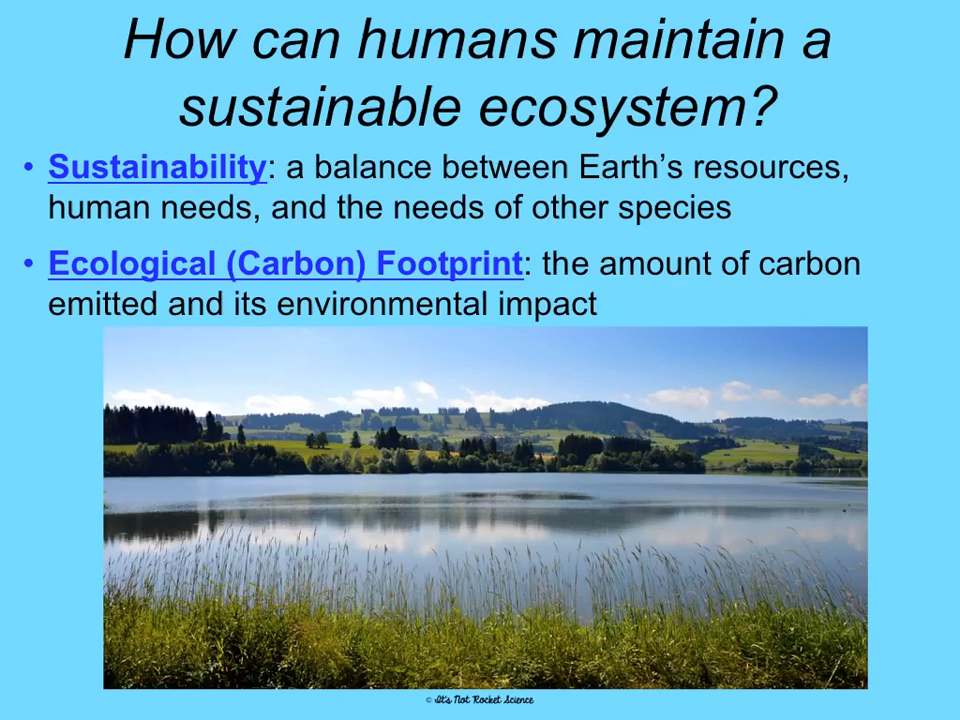 How can humans maintain a
sustainable ecosystem?
• Sustainability: a balance between Earth’s resources,
human needs, and the needs of other species
• Ecological (Carbon) Footprint: the amount of carbon
emitted and its environmental impact
© It's Not Rocket Science